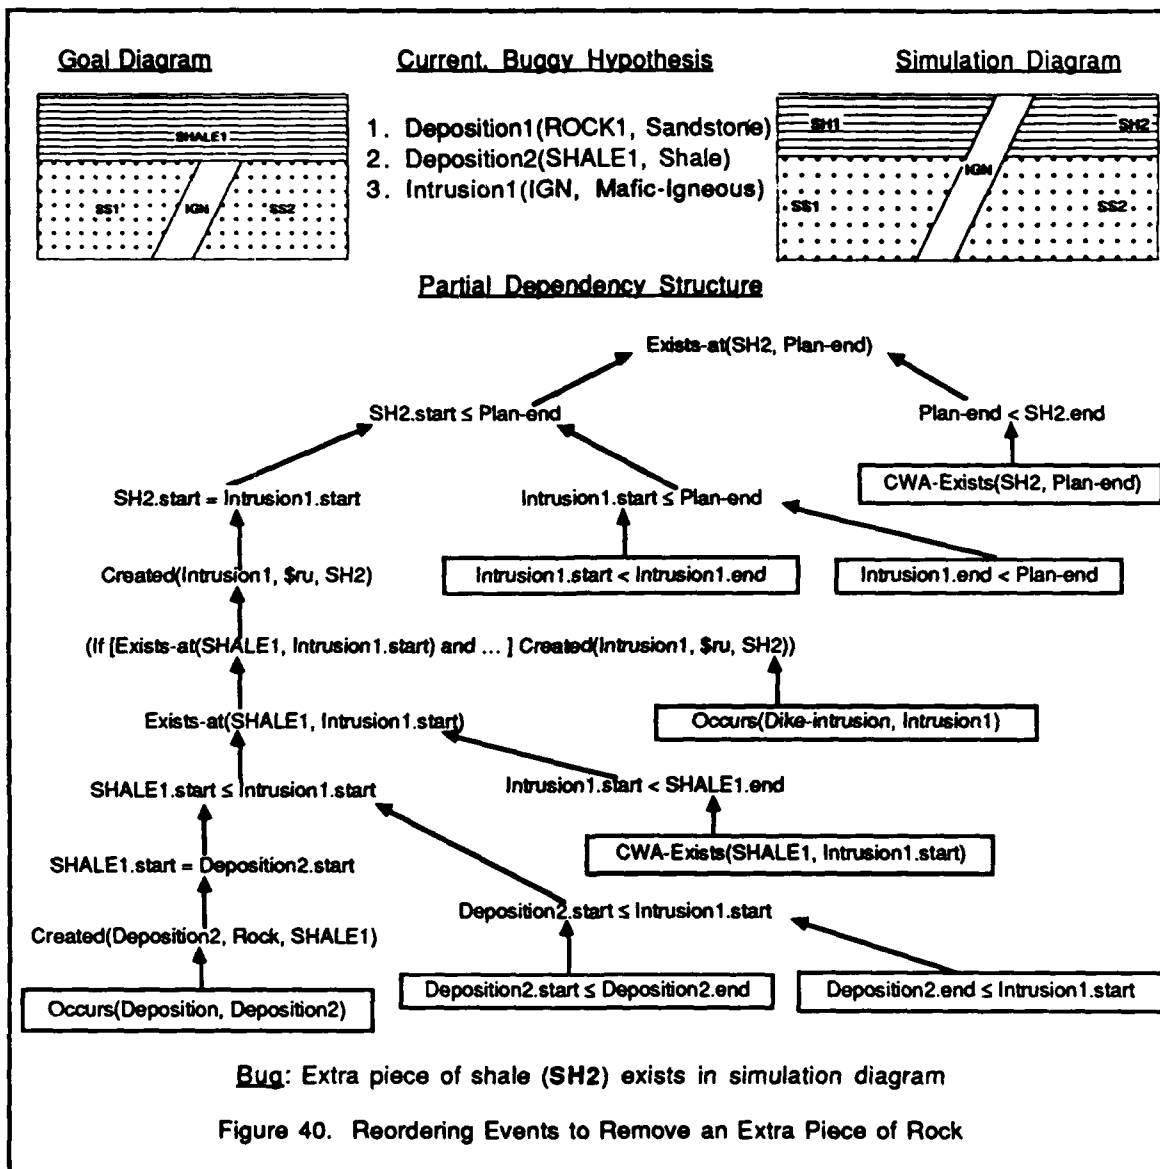 Goal Diagram
Current, Buggy Hypothesis
Simulation Diagram
SHALE1
SS1
IGN
SS2
1. Deposition1(ROCK1, Sandstone)
2. Deposition2(SHALE1, Shale)
3. Intrusion1(IGN, Mafic-Igneous)
SH1
SH2
IGN
SS1
SS2
Partial Dependency Structure
Exists-at(SH2, Plan-end)
SH2.start ≤ Plan-end
Plan-end < SH2.end
CWA-Exists(SH2, Plan-end)
SH2.start = Intrusion1.start
Intrusion1.start ≤ Plan-end
Created(Intrusion1, $ru, SH2)
Intrusion1.start < Intrusion1.end
Intrusion1.end < Plan-end
(If [Exists-at(SHALE1, Intrusion1.start) and ... ] Created(Intrusion1, $ru, SH2))
Exists-at(SHALE1, Intrusion1.start)
Occurs(Dike-intrusion, Intrusion1)
SHALE1.start ≤ Intrusion1.start
Intrusion1.start < SHALE1.end
CWA-Exists(SHALE1, Intrusion1.start)
SHALE1.start = Deposition2.start
Deposition2.start ≤ Intrusion1.start
Created(Deposition2, Rock, SHALE1)
Deposition2.start ≤ Deposition2.end
Deposition2.end ≤ Intrusion1.start
Occurs(Deposition, Deposition2)
Bug: Extra piece of shale (SH2) exists in simulation diagram
Figure 40. Reordering Events to Remove an Extra Piece of Rock